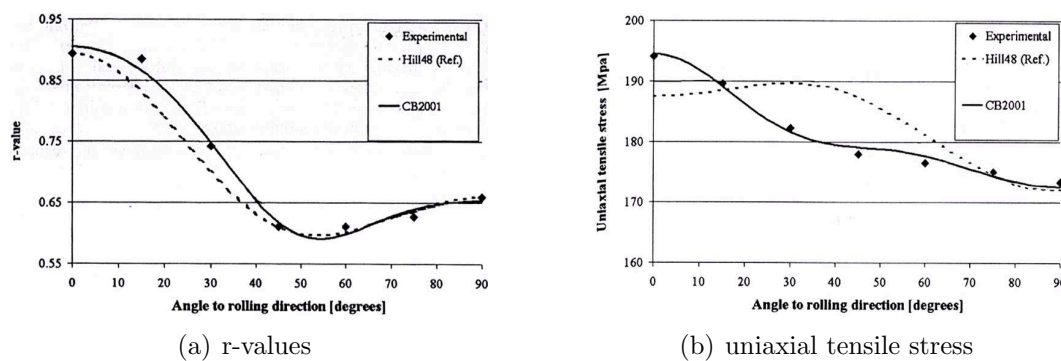 0.95
0.85
0.75
0.65
0.55
r-value
Experimental
Hill48 (Ref.)
CB2001
0 10 20 30 40 50 60 70 80 90
Angle to rolling direction [degrees]
(a) r-values
200
190
180
170
160
Uniaxial tensile stress [Mpa]
Experimental
Hill48 (Ref.)
CB2001
0 10 20 30 40 50 60 70 80 90
Angle to rolling direction [degrees]
(b) uniaxial tensile stress